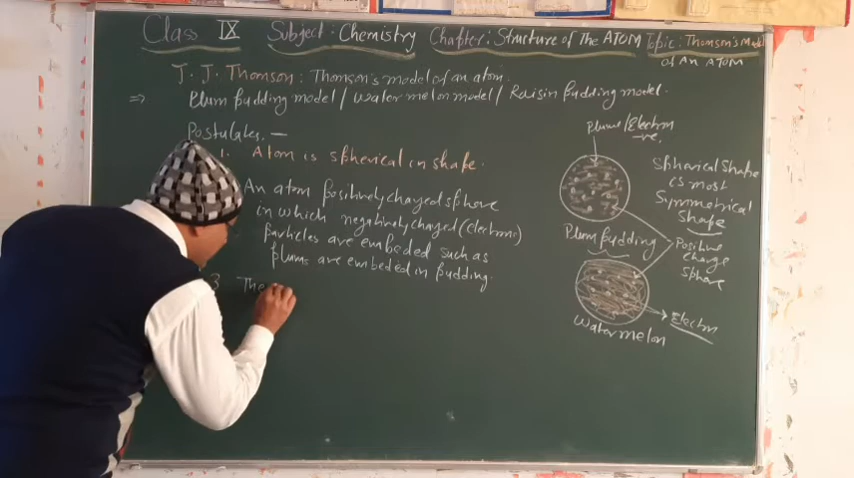 Class IX Subject: Chemistry Chapter: Structure of The ATOM Topic: Thomson's Model
of An ATOM
J. J. Thomson: Thomson's model of an atom.
⇒ Plum pudding model/ Water melon model/ Raisin pudding model.
Postulates. —
1. Atom is spherical in shape.
An atom positively charged sphere
in which negatively charged (electrons)
particles are embeded such as
plums are embeded in pudding.
3 The
Plums/Electron
-ve.
Spherical shape
is most
Symmetrical
Shape
Plum pudding
Positive
charge
sphere
Electron
Water melon